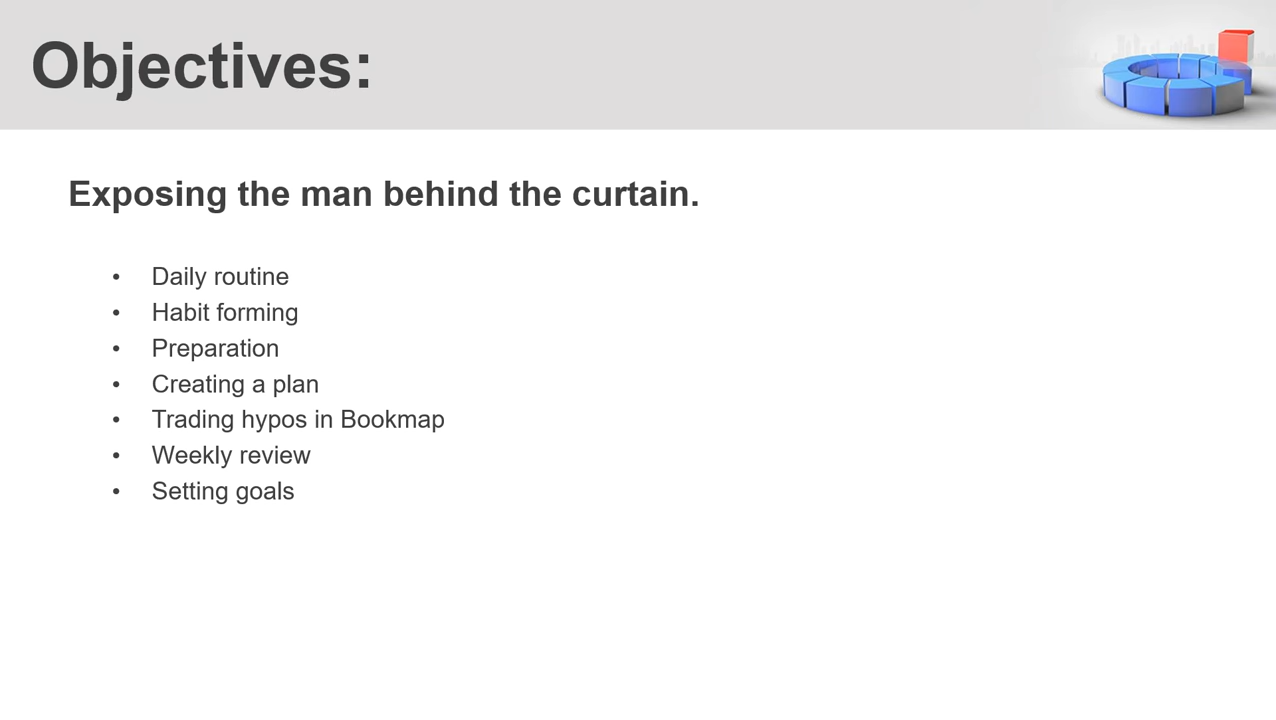 Objectives:
Exposing the man behind the curtain.
• Daily routine
• Habit forming
• Preparation
• Creating a plan
• Trading hypos in Bookmap
• Weekly review
• Setting goals